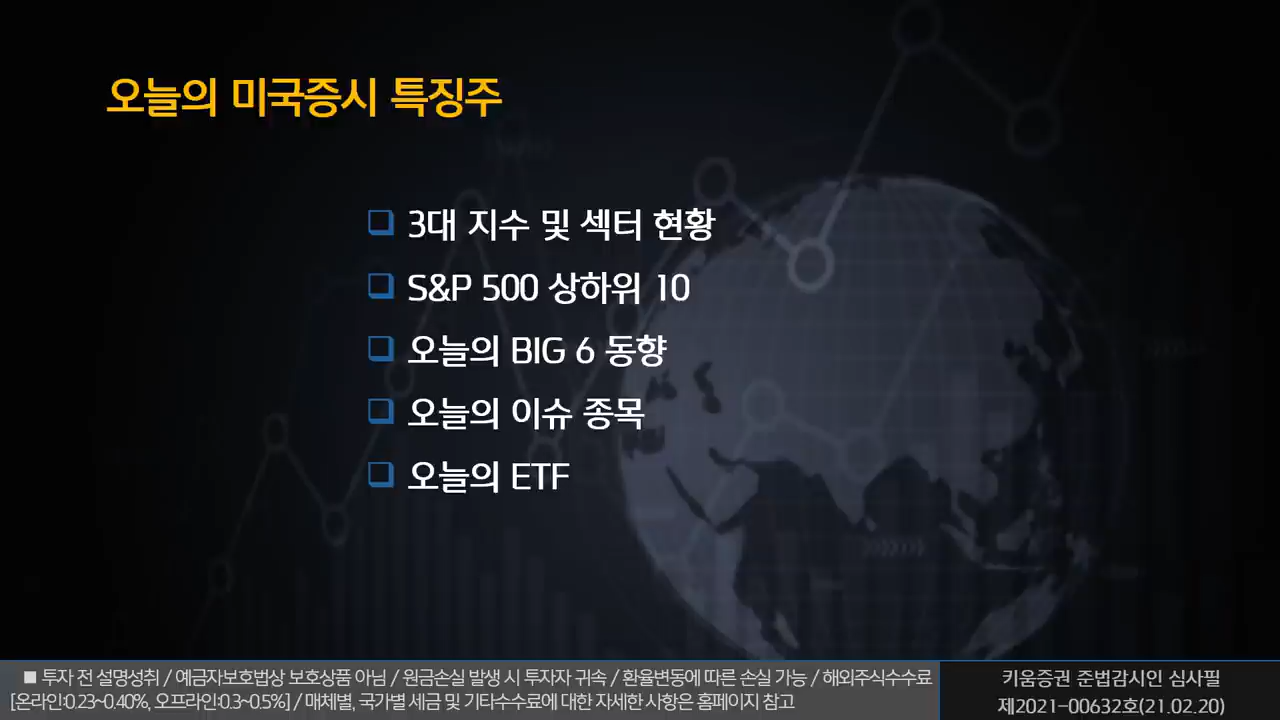 오늘의 미국증시 특징주
❑ 3대 지수 및 섹터 현황
❑ S&P 500 상하위 10
❑ 오늘의 BIG 6 동향
❑ 오늘의 이슈 종목
❑ 오늘의 ETF
■ 투자 전 설명성취 / 예금자보호법상 보호상품 아님 / 원금손실 발생 시 투자자 귀속 / 환율변동에 따른 손실 가능 / 해외주식수수료
[온라인:0.23~0.40%, 오프라인:0.3~0.5%] / 매체별, 국가별 세금 및 기타수수료에 대한 자세한 사항은 홈페이지 참고
키움증권 준법감시인 심사필
제2021-00632호(21.02.20)